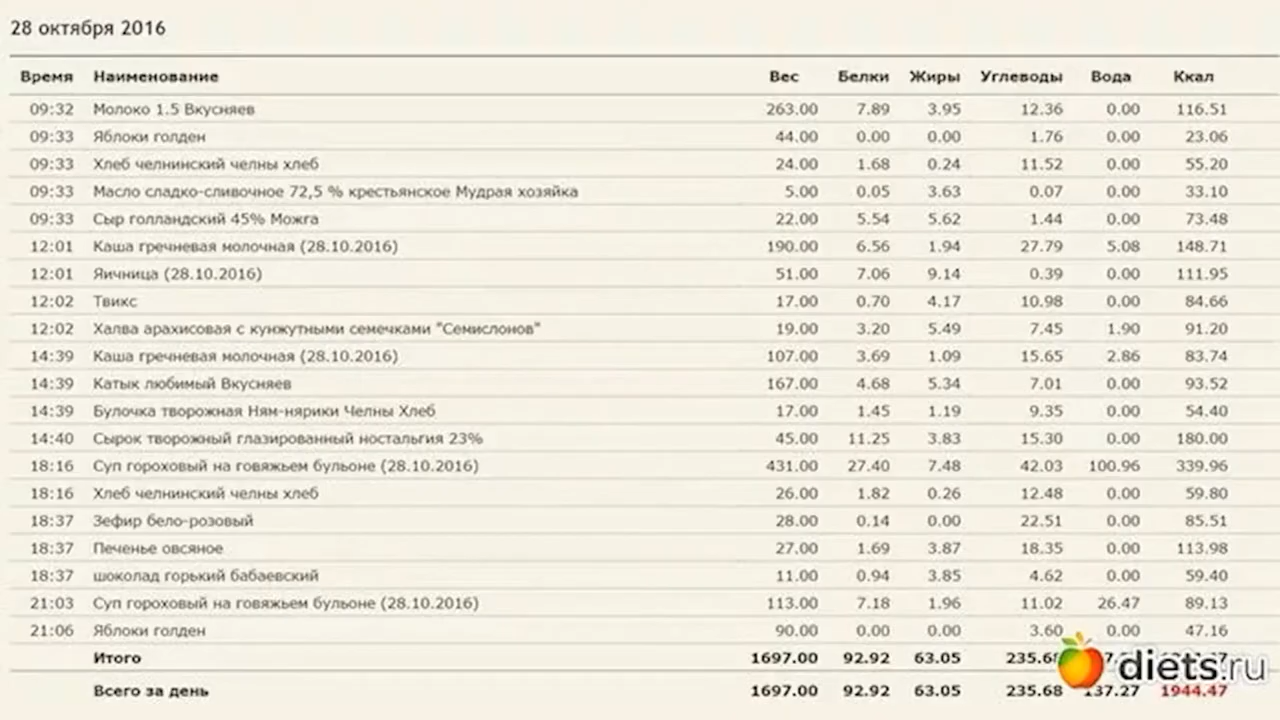 28 октября 2016
Время Наименование Вес Белки Жиры Углеводы Вода Ккал
09:32 Молоко 1.5 Вкусняев 263.00 7.89 3.95 12.36 0.00 116.51
09:33 Яблоки голден 44.00 0.00 0.00 1.76 0.00 23.06
09:33 Хлеб челнинский челны хлеб 24.00 1.68 0.24 11.52 0.00 55.20
09:33 Масло сладко-сливочное 72,5 % крестьянское Мудрая хозяйка 5.00 0.05 3.63 0.07 0.00 33.10
09:33 Сыр голландский 45% Можга 22.00 5.54 5.62 1.44 0.00 73.48
12:01 Каша гречневая молочная (28.10.2016) 190.00 6.56 1.94 27.79 5.08 148.71
12:01 Яичница (28.10.2016) 51.00 7.06 9.14 0.39 0.00 111.95
12:02 Твикс 17.00 0.70 4.17 10.98 0.00 84.66
12:02 Халва арахисовая с кунжутными семечками "Семислонов" 19.00 3.20 5.49 7.45 1.90 91.20
14:39 Каша гречневая молочная (28.10.2016) 107.00 3.69 1.09 15.65 2.86 83.74
14:39 Катык любимый Вкусняев 167.00 4.68 5.34 7.01 0.00 93.52
14:39 Булочка творожная Ням-нярики Челны Хлеб 17.00 1.45 1.19 9.35 0.00 54.40
14:40 Сырок творожный глазированный ностальгия 23% 45.00 11.25 3.83 15.30 0.00 180.00
18:16 Суп гороховый на говяжьем бульоне (28.10.2016) 431.00 27.40 7.48 42.03 100.96 339.96
18:16 Хлеб челнинский челны хлеб 26.00 1.82 0.26 12.48 0.00 59.80
18:37 Зефир бело-розовый 28.00 0.14 0.00 22.51 0.00 85.51
18:37 Печенье овсяное 27.00 1.69 3.87 18.35 0.00 113.98
18:37 шоколад горький бабаевский 11.00 0.94 3.85 4.62 0.00 59.40
21:03 Суп гороховый на говяжьем бульоне (28.10.2016) 113.00 7.18 1.96 11.02 26.47 89.13
21:06 Яблоки голден 90.00 0.00 0.00 3.60 0.00 47.16
Итого 1697.00 92.92 63.05 235.68
diets.ru
Всего за день 1697.00 92.92 63.05 235.68 137.27 1944.47